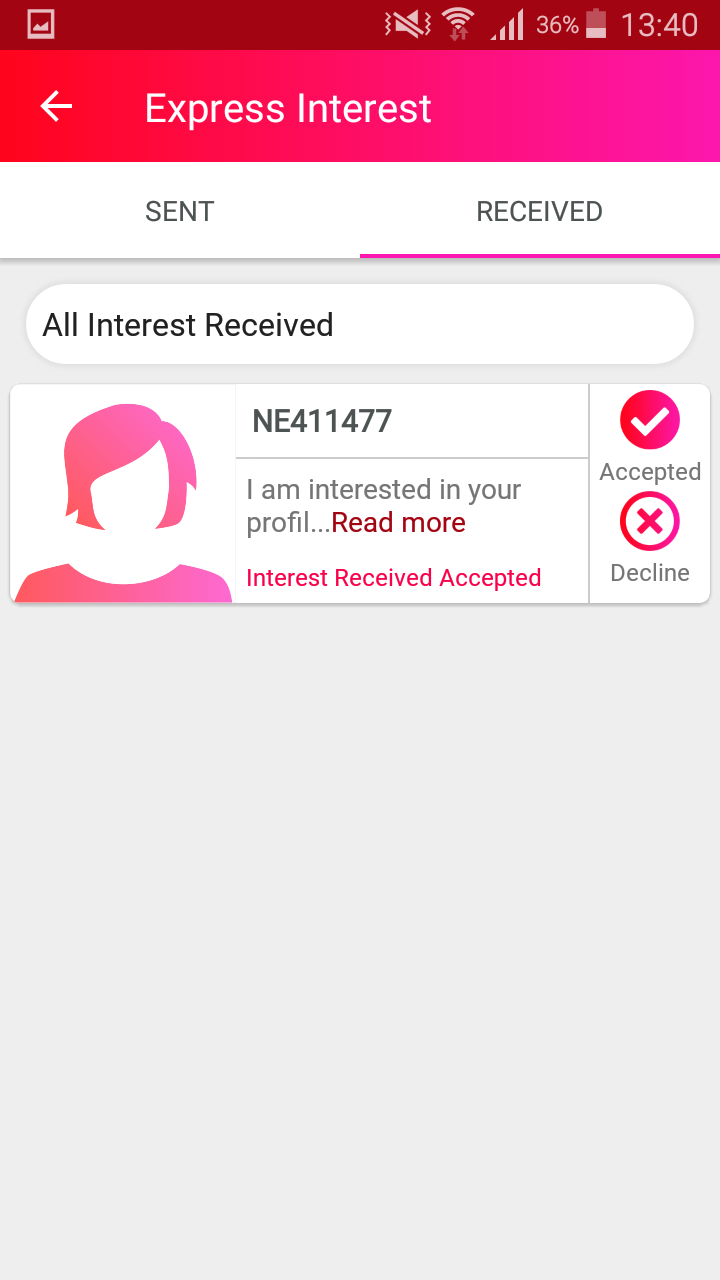 36% 13:40
Express Interest
SENT RECEIVED
All Interest Received
NE411477
I am interested in your
profil...Read more
Interest Received Accepted
Accepted
Decline